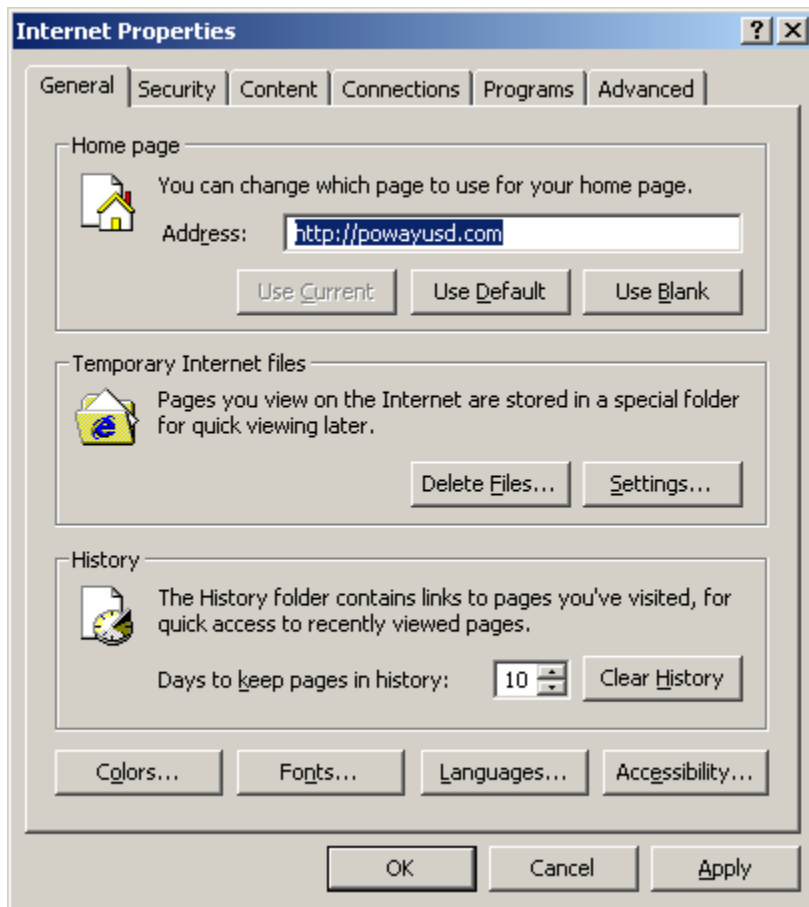 Internet Properties
General Security Content Connections Programs Advanced
Home page
You can change which page to use for your home page.
Address: http://powayusd.com
Use Current Use Default Use Blank
Temporary Internet files
Pages you view on the Internet are stored in a special folder
for quick viewing later.
Delete Files... Settings...
History
The History folder contains links to pages you've visited, for
quick access to recently viewed pages.
Days to keep pages in history: 10 Clear History
Colors... Fonts... Languages... Accessibility...
OK Cancel Apply